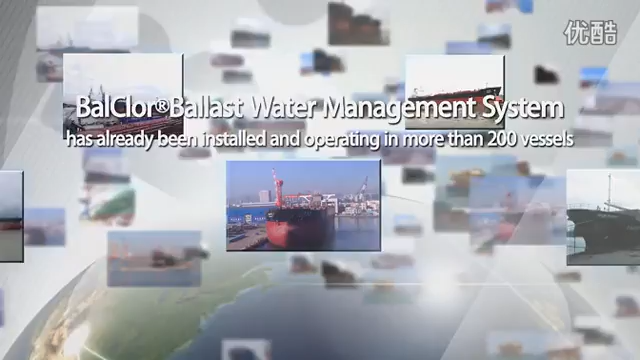 优酷
BalClor®Ballast Water Management System
has already been installed and operating in more than 200 vessels